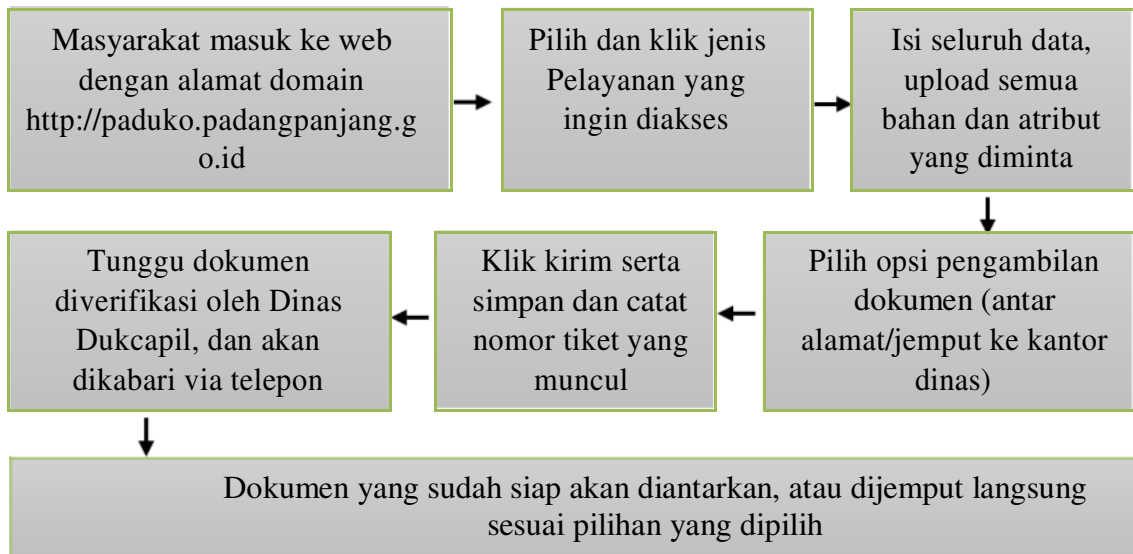 Masyarakat masuk ke web
dengan alamat domain
http://paduko.padangpanjang.g
o.id
Pilih dan klik jenis
Pelayanan yang
ingin diakses
Isi seluruh data,
upload semua
bahan dan atribut
yang diminta
Pilih opsi pengambilan
dokumen (antar
alamat/jemput ke kantor
dinas)
Klik kirim serta
simpan dan catat
nomor tiket yang
muncul
Tunggu dokumen
diverifikasi oleh Dinas
Dukcapil, dan akan
dikabari via telepon
Dokumen yang sudah siap akan diantarkan, atau dijemput langsung
sesuai pilihan yang dipilih